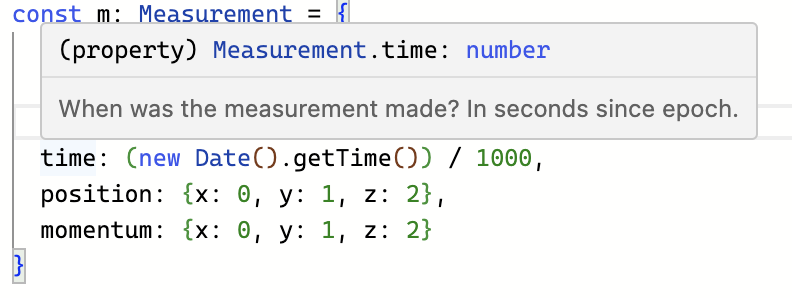 const m: Measurement = {
(property) Measurement.time: number
When was the measurement made? In seconds since epoch.
time: (new Date().getTime()) / 1000,
position: {x: 0, y: 1, z: 2},
momentum: {x: 0, y: 1, z: 2}
}